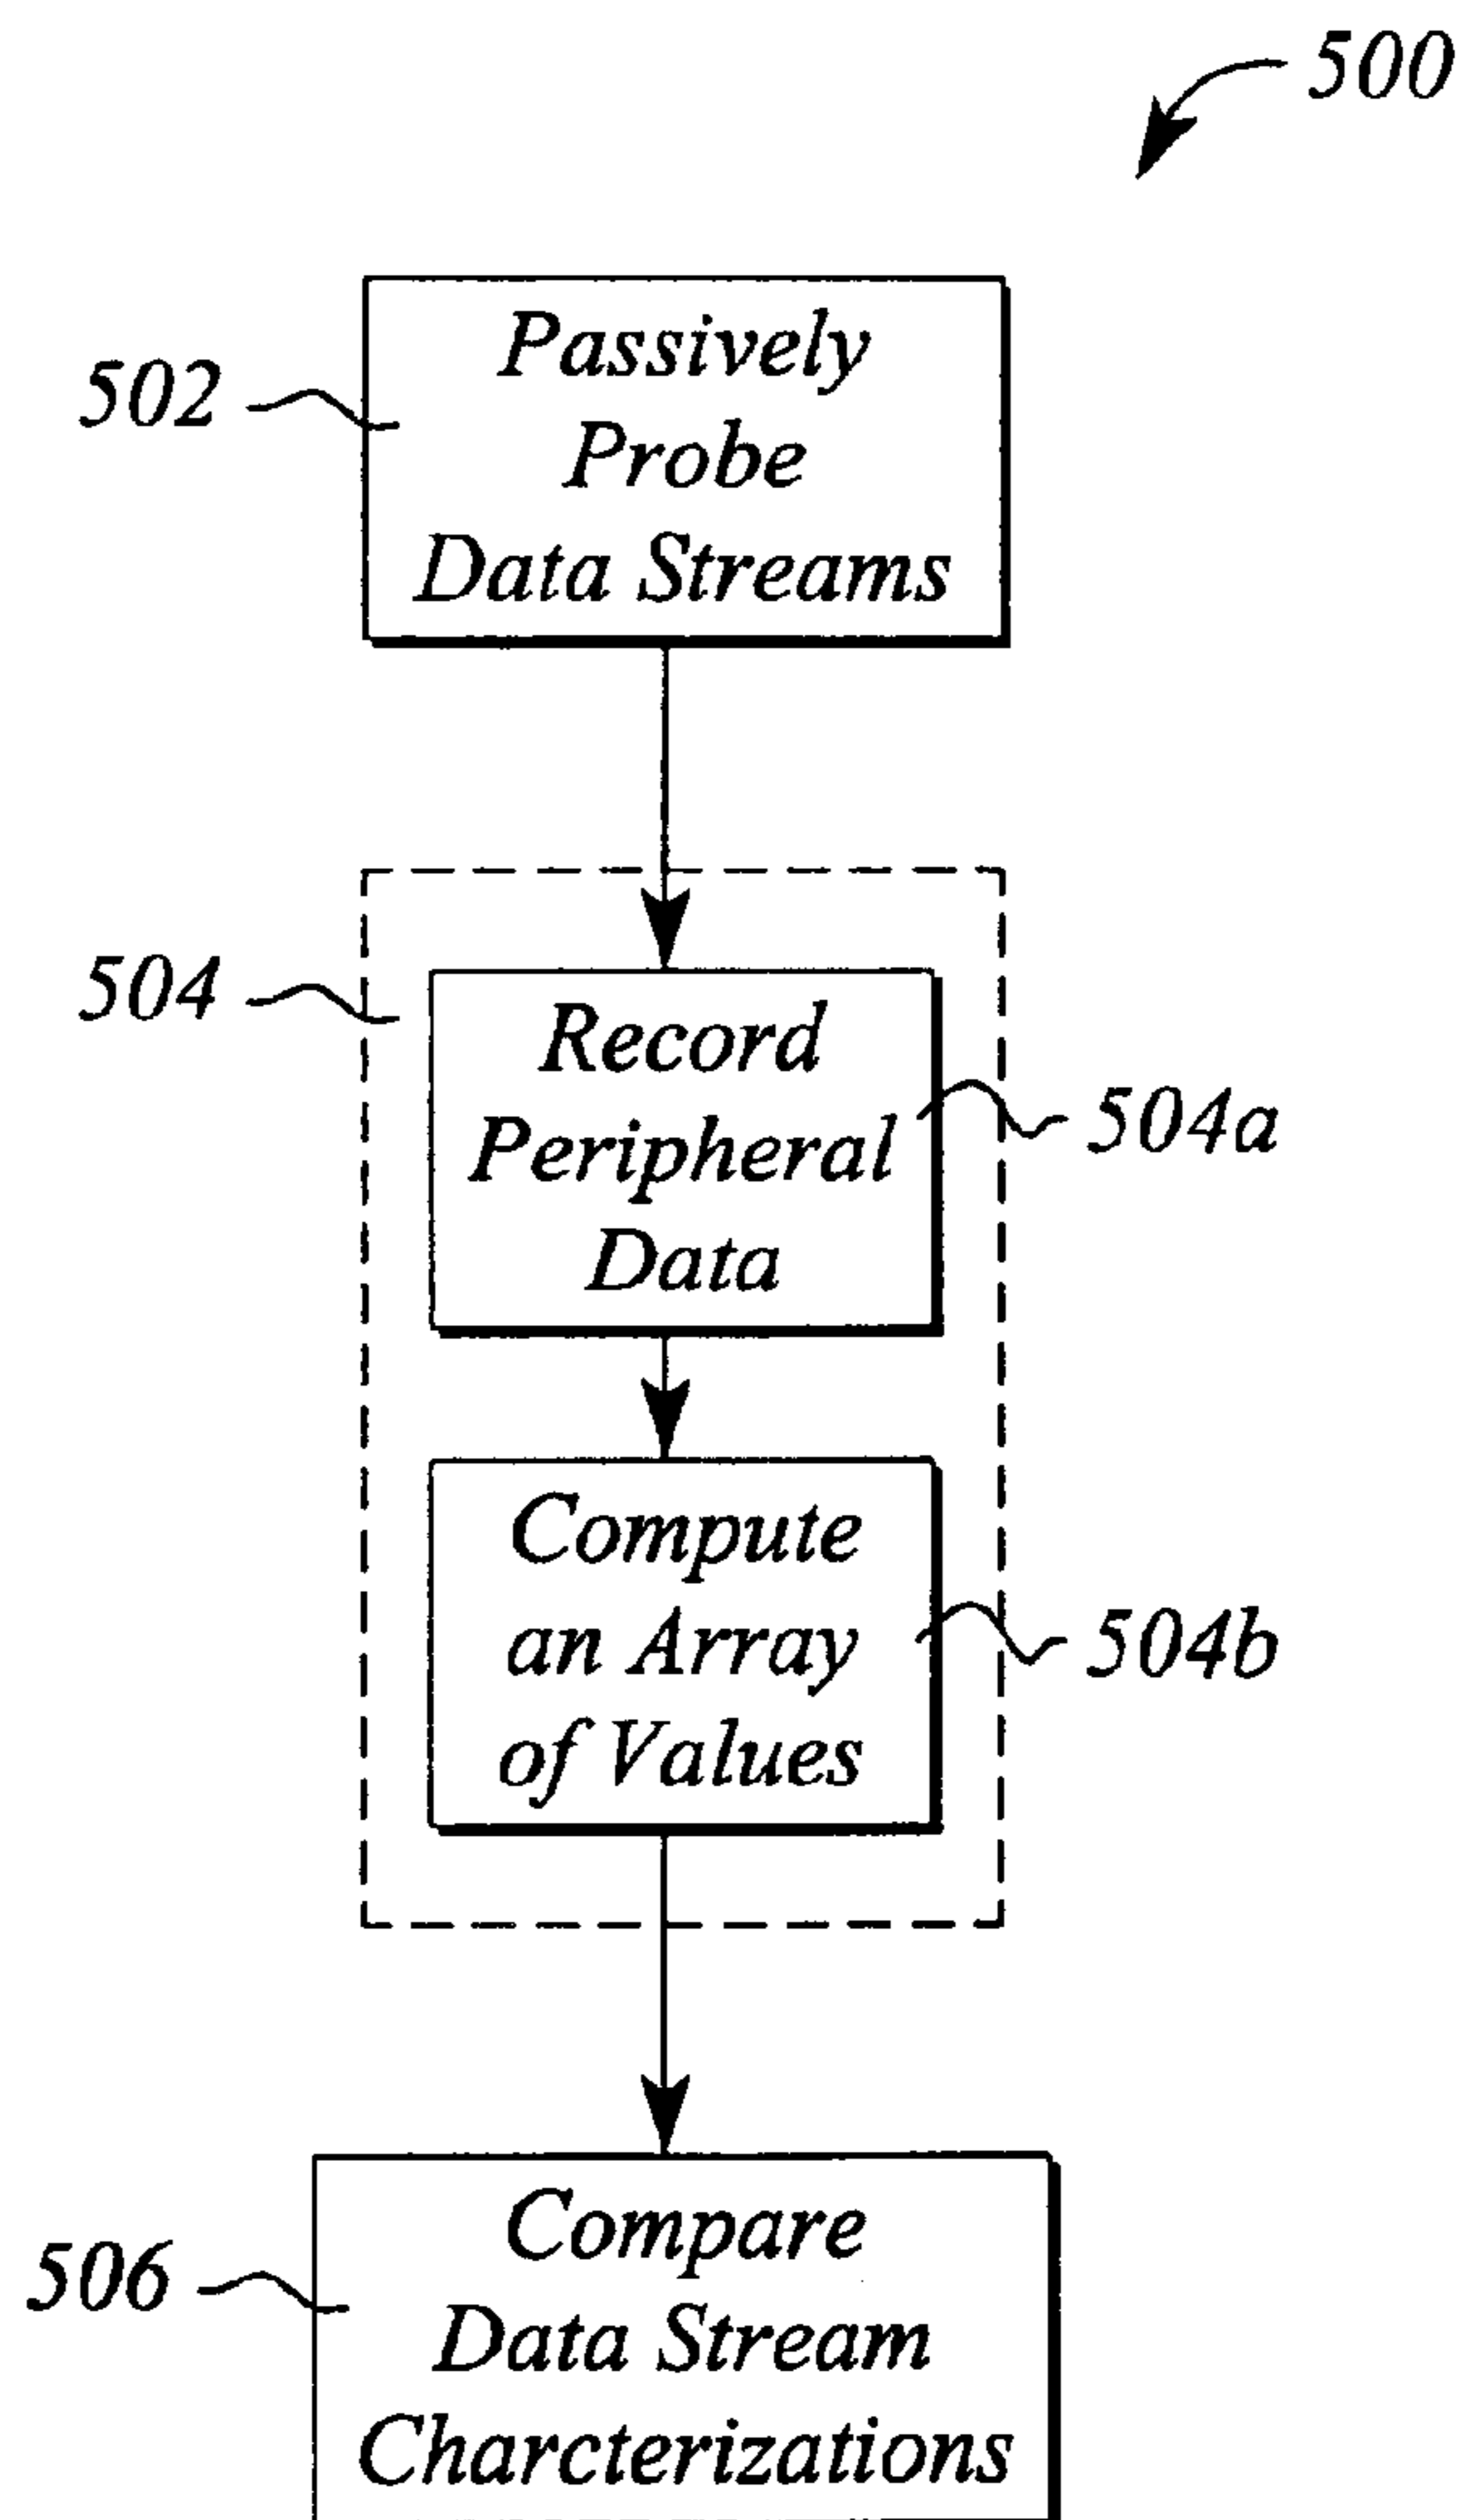 500
502
Passively
Probe
Data Streams
504
Record
Peripheral
Data
504a
Compute
an Array
of Values
504b
506
Compare
Data Stream
Charcterizations